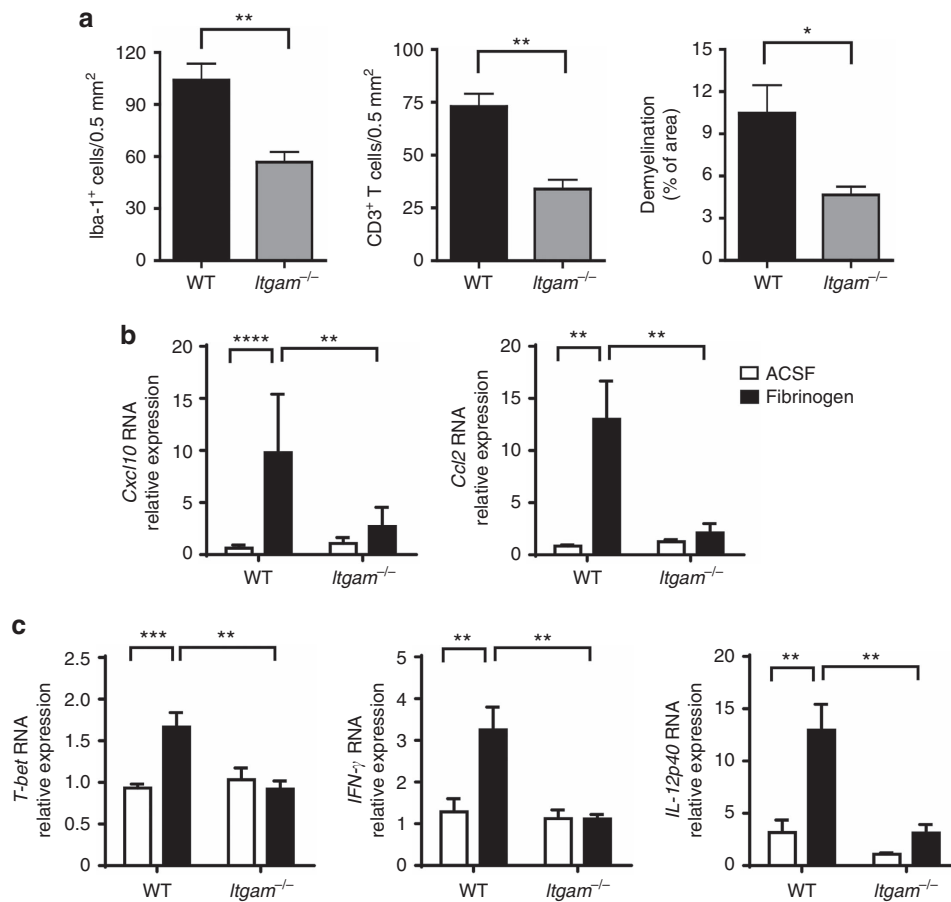 a
**
**
*
Iba-1⁺ cells/0.5 mm²
120
90
60
30
0
WT
Itgam⁻/⁻
CD3⁺ T cells/0.5 mm²
100
75
50
25
0
WT
Itgam⁻/⁻
Demyelination
(% of area)
15
12
9
6
3
0
WT
Itgam⁻/⁻
b
****
**
Cxcl10 RNA
relative expression
20
15
10
5
0
WT
Itgam⁻/⁻
**
**
Ccl2 RNA
relative expression
20
15
10
5
0
WT
Itgam⁻/⁻
ACSF
Fibrinogen
c
***
**
T-bet RNA
relative expression
2.5
2.0
1.5
1.0
0.5
0
WT
Itgam⁻/⁻
**
**
IFN-γ RNA
relative expression
5
4
3
2
1
0
WT
Itgam⁻/⁻
**
**
IL-12p40 RNA
relative expression
20
15
10
5
0
WT
Itgam⁻/⁻